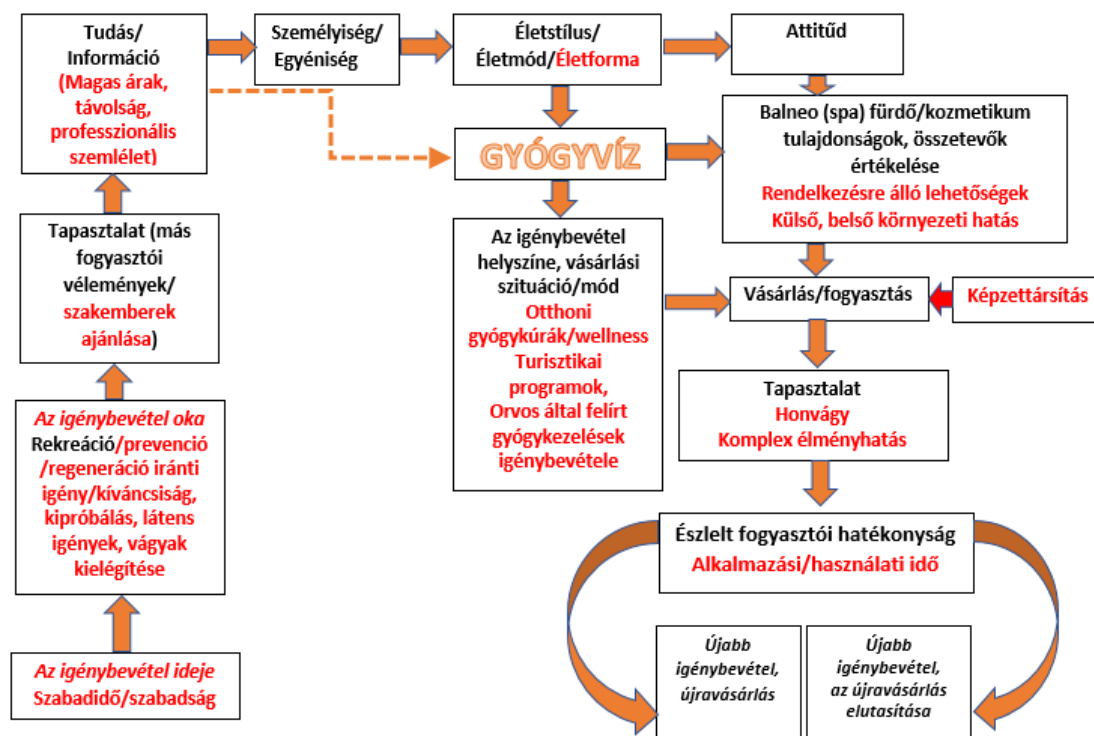 Tudás/
Információ
(Magas árak,
távolság,
professzionális
szemlélet)
Személyiség/
Egyéniség
Életstílus/
Életmód/Életforma
Attitűd
GYÓGYVÍZ
Balneo (spa) fürdő/kozmetikum
tulajdonságok, összetevők
értékelése
Rendelkezésre álló lehetőségek
Külső, belső környezeti hatás
Tapasztalat (más
fogyasztói
vélemények/
szakemberek
ajánlása)
Az igénybevétel
helyszíne, vásárlási
szituáció/mód
Otthoni
gyógykúrák/wellness
Turisztikai
programok,
Orvos által felírt
gyógykezelések
igénybevétele
Vásárlás/fogyasztás
Képzettársítás
Tapasztalat
Honvágy
Komplex élményhatás
Az igénybevétel oka
Rekreáció/prevenció
/regeneráció iránti
igény/kíváncsiság,
kipróbálás, látens
igények, vágyak
kielégítése
Észlelt fogyasztói hatékonyság
Alkalmazási/használati idő
Az igénybevétel ideje
Szabadidő/szabadság
Újabb
igénybevétel,
újravásárlás
Újabb
igénybevétel,
az újravásárlás
elutasítása